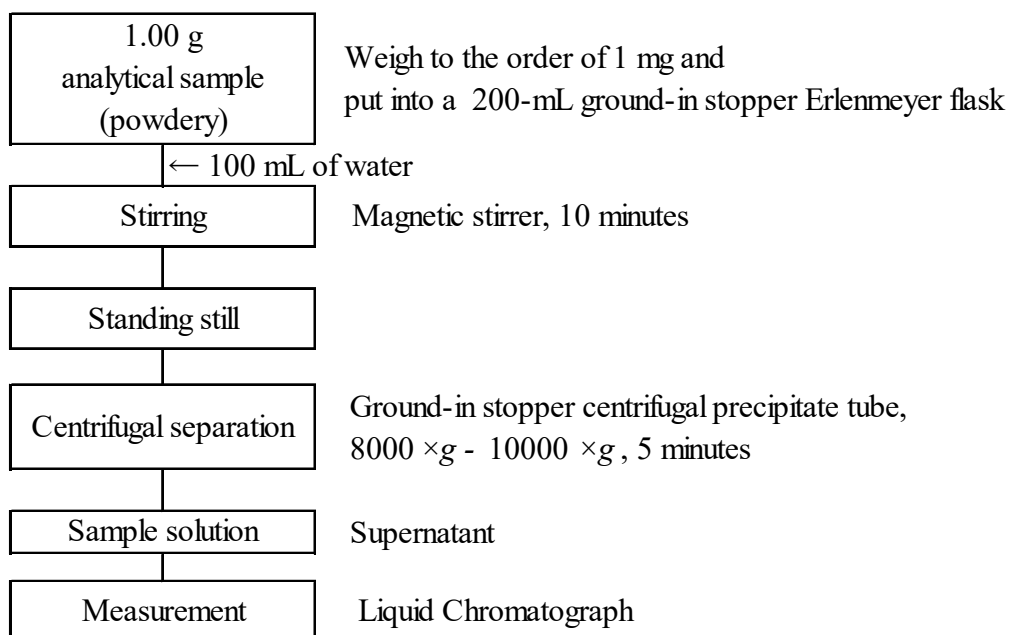 1.00 g
analytical sample
(powdery)
Weigh to the order of 1 mg and
put into a 200-mL ground-in stopper Erlenmeyer flask
← 100 mL of water
Stirring
Magnetic stirrer, 10 minutes
Standing still
Centrifugal separation
Ground-in stopper centrifugal precipitate tube,
8000 ×g - 10000 ×g , 5 minutes
Sample solution
Supernatant
Measurement
Liquid Chromatograph